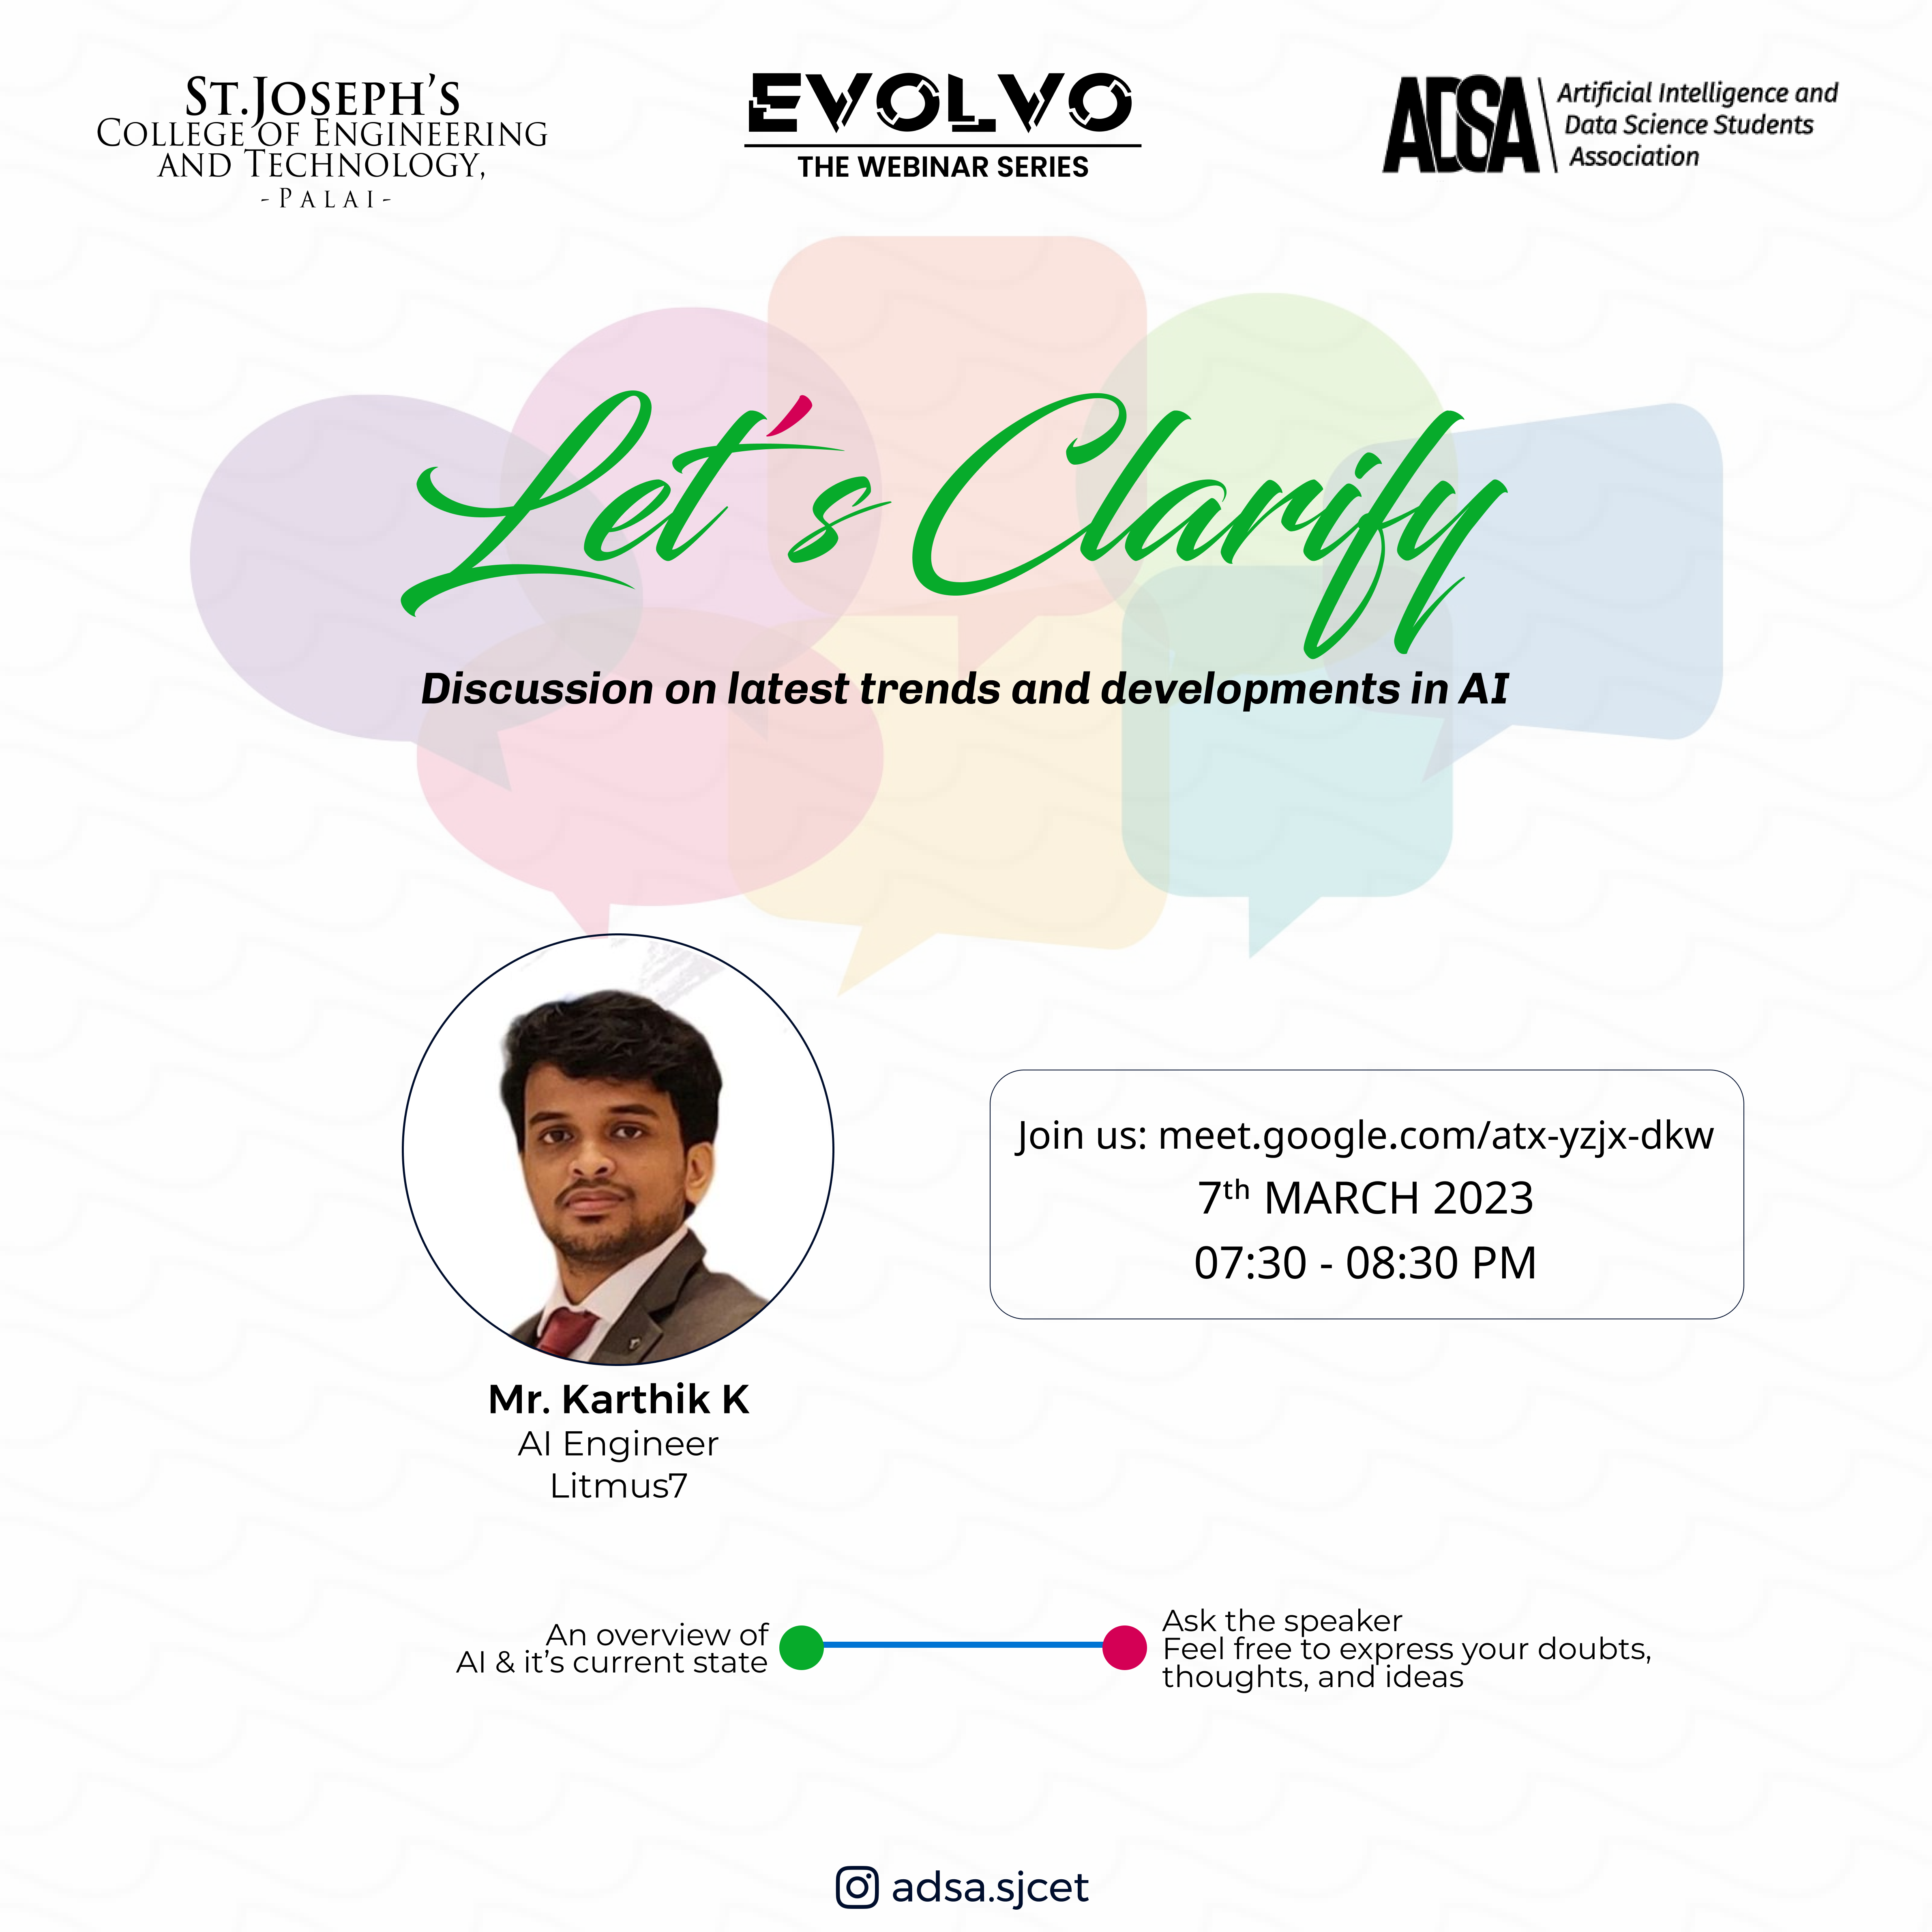 ST.JOSEPH'S
COLLEGE OF ENGINEERING
AND TECHNOLOGY,
- PALAI -
EVOLVO
THE WEBINAR SERIES
ADSA
Artificial Intelligence and
Data Science Students
Association
Let's Clarify
Discussion on latest trends and developments in AI
Join us: meet.google.com/atx-yzjx-dkw
7th MARCH 2023
07:30 - 08:30 PM
Mr. Karthik K
AI Engineer
Litmus7
An overview of
AI & it's current state
Ask the speaker
Feel free to express your doubts,
thoughts, and ideas
adsa.sjcet